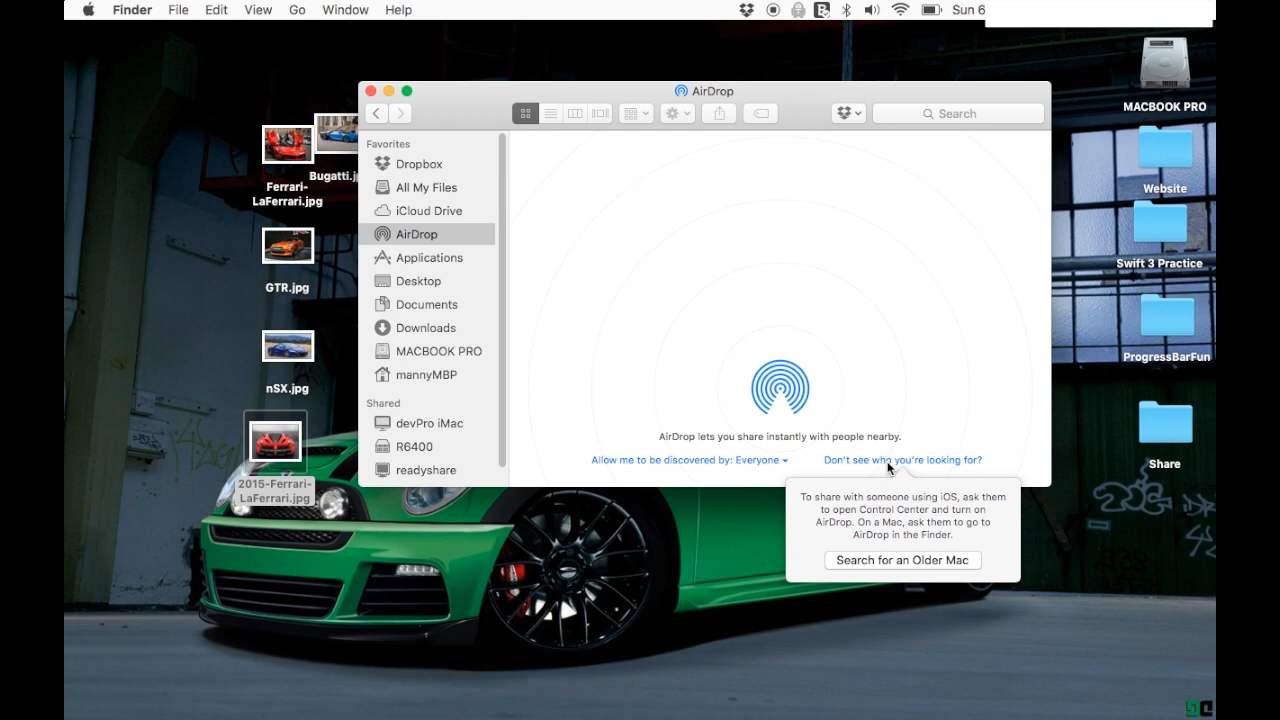 Finder File Edit View Go Window Help
Sun 6
AirDrop
Search
Favorites
Dropbox
All My Files
iCloud Drive
AirDrop
Applications
Desktop
Documents
Downloads
MACBOOK PRO
mannyMBP
Shared
devPro iMac
R6400
readyshare
AirDrop lets you share instantly with people nearby.
Allow me to be discovered by: Everyone
Don't see who you're looking for?
To share with someone using iOS, ask them
to open Control Center and turn on
AirDrop. On a Mac, ask them to go to
AirDrop in the Finder.
Search for an Older Mac
Bugatti.j
Ferrari-
LaFerrari.jpg
GTR.jpg
nSX.jpg
2015-Ferrari-
LaFerrari.jpg
MACBOOK PRO
Website
Swift 3 Practice
ProgressBarFun
Share